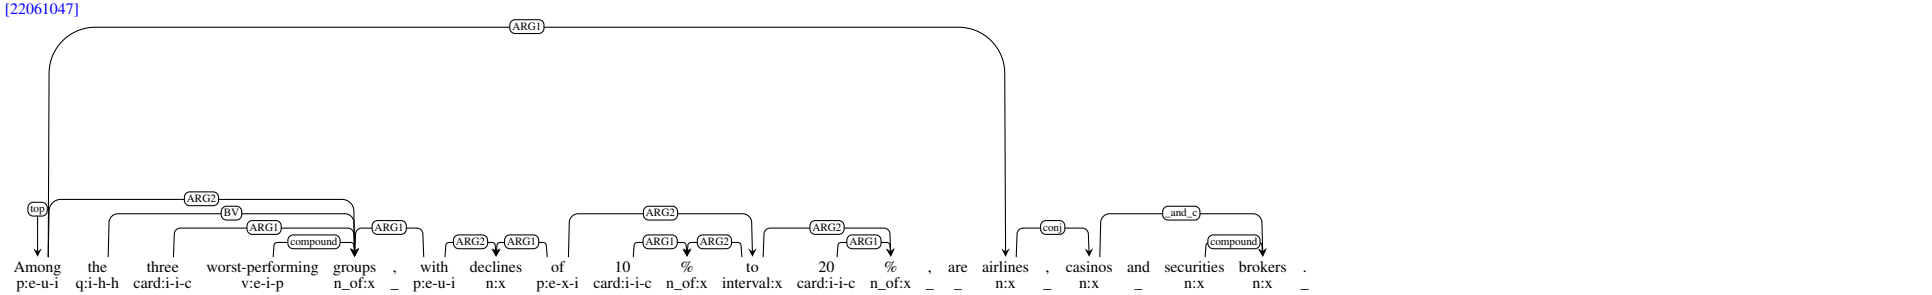 [22061047]
ARG1
top ARG2
BV ARG2 _and_c
ARG1 ARG1 ARG2 conj
compound ARG2 ARG1 ARG1 ARG2 ARG1 compound
Among the three worst-performing groups , with declines of 10 % to 20 % , are airlines , casinos and securities brokers .
p:e-u-i q:i-h-h card:i-i-c v:e-i-p n_of:x _ p:e-u-i n:x p:e-x-i card:i-i-c n_of:x interval:x card:i-i-c n_of:x _ _ n:x _ n:x _ n:x n:x _